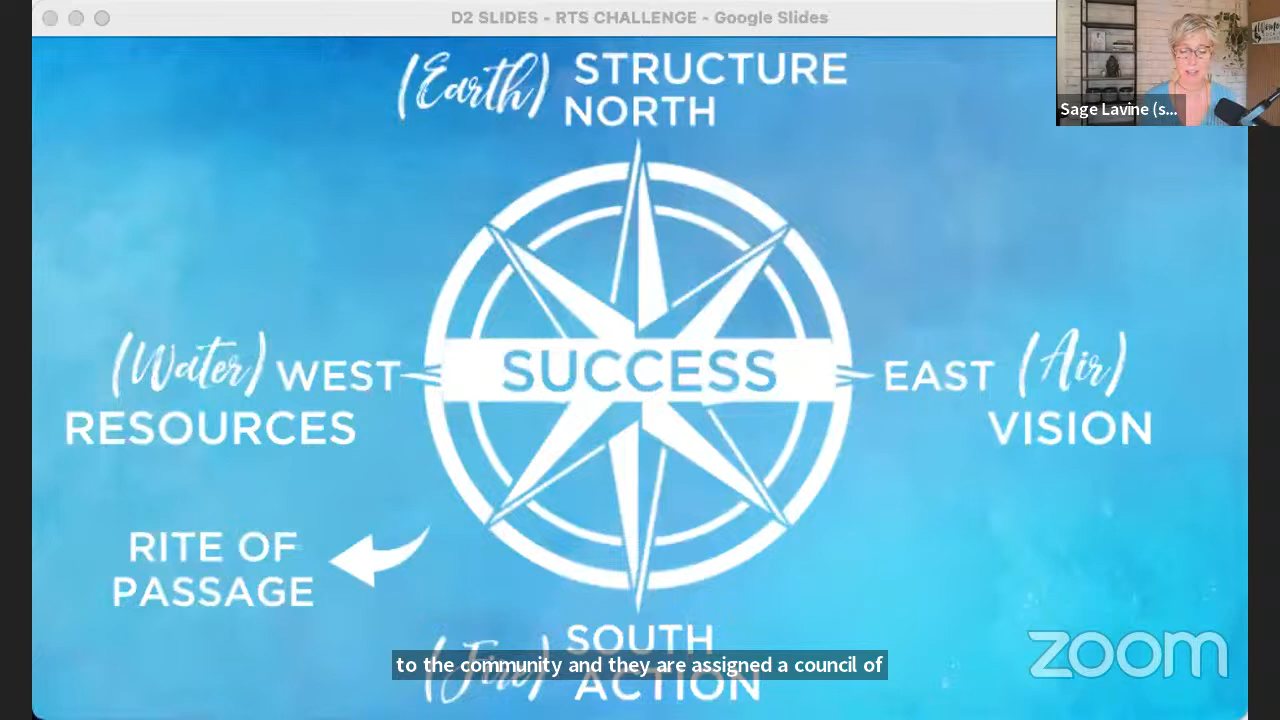 D2 SLIDES - RTS CHALLENGE - Google Slides
Sage Lavine (s...
(Earth) STRUCTURE
NORTH
SUCCESS
(Water) WEST
RESOURCES
EAST (Air)
VISION
RITE OF
PASSAGE
(Fire) SOUTH
ACTION
to the community and they are assigned a council of
zoom